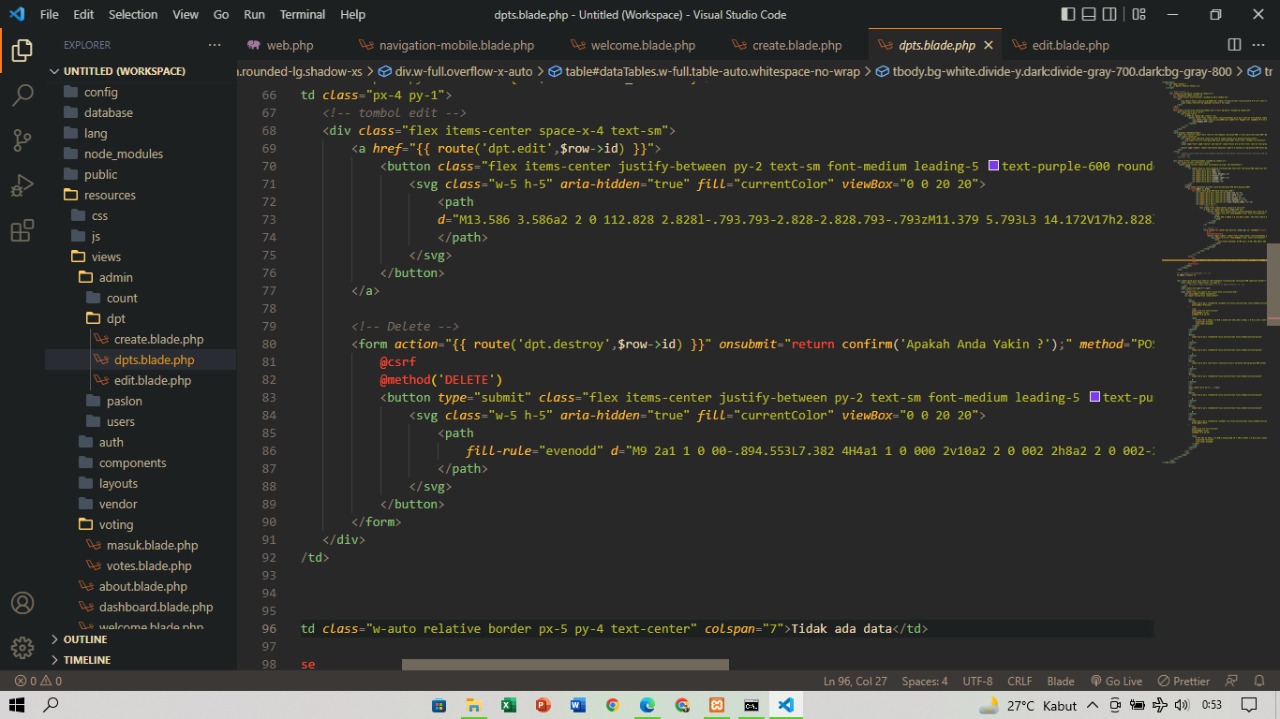 File Edit Selection View Go Run Terminal Help
dpts.blade.php - Untitled (Workspace) - Visual Studio Code
EXPLORER
web.php
navigation-mobile.blade.php
welcome.blade.php
create.blade.php
dpts.blade.php
edit.blade.php
UNTITLED (WORKSPACE)
n.rounded-lg.shadow-xs > div.w-full.overflow-x-auto > table#dataTables.w-full.table-auto.whitespace-no-wrap > tbody.bg-white.divide-y.dark:divide-gray-700.dark:bg-gray-800 > tr
config
database
lang
node_modules
public
resources
css
js
views
admin
count
dpt
create.blade.php
dpts.blade.php
edit.blade.php
paslon
users
auth
components
layouts
vendor
voting
masuk.blade.php
votes.blade.php
about.blade.php
dashboard.blade.php
welcome.blade.php
OUTLINE
TIMELINE
66 td class="px-4 py-1">
67 <!-- tombol edit -->
68 <div class="flex items-center space-x-4 text-sm">
69 <a href="{{ route('dpt.edit', $row->id) }}">
70 <button class="flex items-center justify-between py-2 text-sm font-medium leading-5 text-purple-600 round
71 <svg class="w-5 h-5" aria-hidden="true" fill="currentColor" viewBox="0 0 20 20">
72 <path
73 d="M13.586 3.586a2 2 0 112.828 2.828l-.793.793-2.828-2.828.793-.793zM11.379 5.793L3 14.172V17h2.828
74 </path>
75 </svg>
76 </button>
77 </a>
78
79 <!-- Delete -->
80 <form action="{{ route('dpt.destroy',$row->id) }}" onsubmit="return confirm('Apakah Anda Yakin ?');" method="POS
81 @csrf
82 @method('DELETE')
83 <button type="submit" class="flex items-center justify-between py-2 text-sm font-medium leading-5 text-pu
84 <svg class="w-5 h-5" aria-hidden="true" fill="currentColor" viewBox="0 0 20 20">
85 <path
86 fill-rule="evenodd" d="M9 2a1 1 0 00-.894.553L7.382 4H4a1 1 0 000 2v10a2 2 0 002 2h8a2 2 0 002-
87 </path>
88 </svg>
89 </button>
90 </form>
91 </div>
92 /td>
93
94
95
96 td class="w-auto relative border px-5 py-4 text-center" colspan="7">Tidak ada data</td>
97
98 se
0 0
Ln 96, Col 27 Spaces: 4 UTF-8 CRLF Blade Go Live Prettier
27°C Kabut 0:53